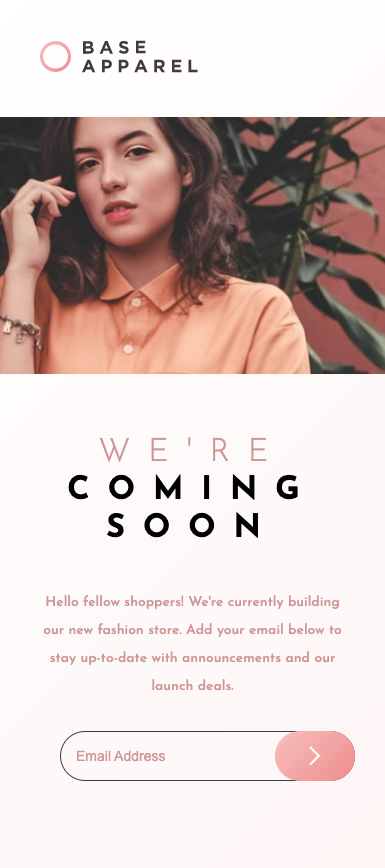 BASE
APPAREL
WE'RE
COMING
SOON
Hello fellow shoppers! We're currently building
our new fashion store. Add your email below to
stay up-to-date with announcements and our
launch deals.
Email Address